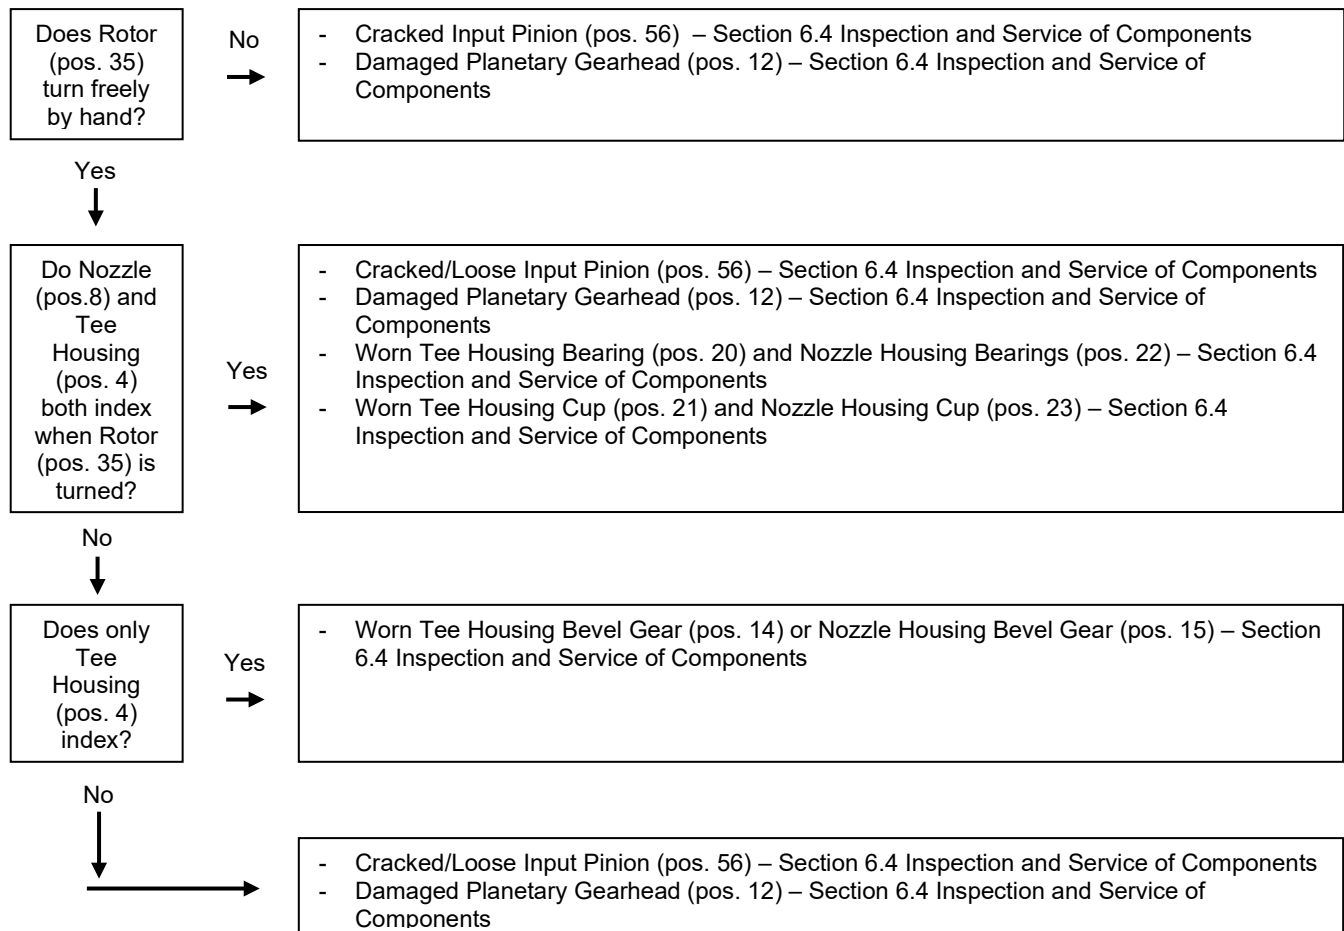 Does Rotor
(pos. 35)
turn freely
by hand?
No
- Cracked Input Pinion (pos. 56) – Section 6.4 Inspection and Service of Components
- Damaged Planetary Gearhead (pos. 12) – Section 6.4 Inspection and Service of
Components
Yes
Do Nozzle
(pos.8) and
Tee
Housing
(pos. 4)
both index
when Rotor
(pos. 35) is
turned?
Yes
- Cracked/Loose Input Pinion (pos. 56) – Section 6.4 Inspection and Service of Components
- Damaged Planetary Gearhead (pos. 12) – Section 6.4 Inspection and Service of
Components
- Worn Tee Housing Bearing (pos. 20) and Nozzle Housing Bearings (pos. 22) – Section 6.4
Inspection and Service of Components
- Worn Tee Housing Cup (pos. 21) and Nozzle Housing Cup (pos. 23) – Section 6.4
Inspection and Service of Components
No
Does only
Tee
Housing
(pos. 4)
index?
Yes
- Worn Tee Housing Bevel Gear (pos. 14) or Nozzle Housing Bevel Gear (pos. 15) – Section
6.4 Inspection and Service of Components
No
- Cracked/Loose Input Pinion (pos. 56) – Section 6.4 Inspection and Service of Components
- Damaged Planetary Gearhead (pos. 12) – Section 6.4 Inspection and Service of
Components